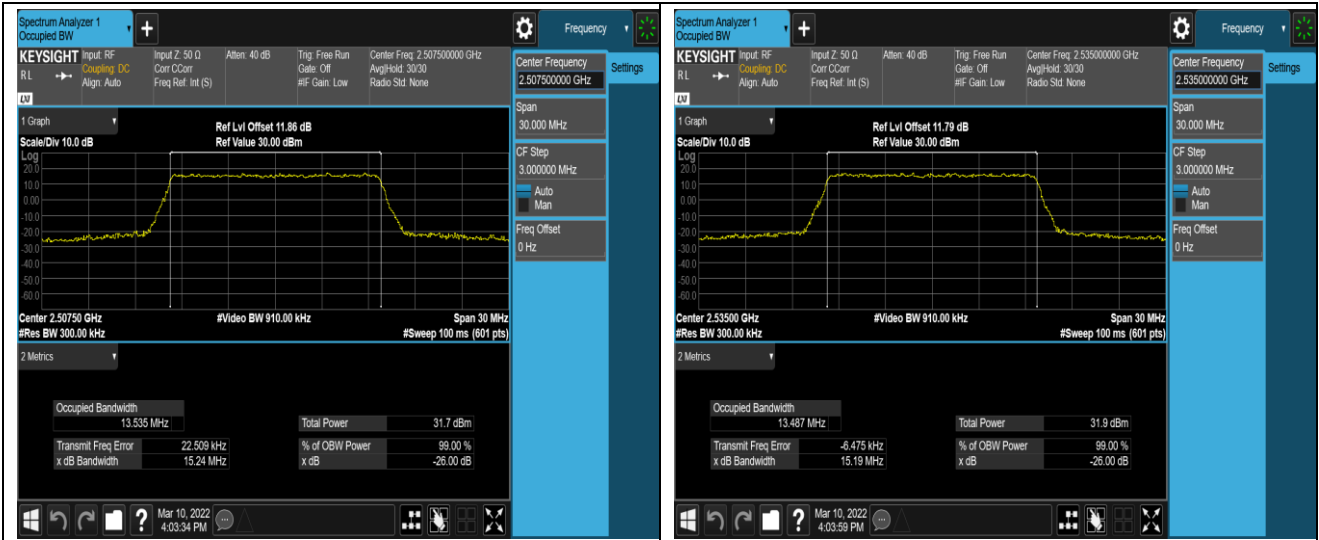 Spectrum Analyzer 1
Occupied BW
+
Frequency
KEYSIGHT Input: RF Input Z: 50 Ω Atten: 40 dB Trig: Free Run Center Freq: 2.507500000 GHz
RL Coupling: DC Corr CCorr Gate: Off Avg|Hold: 30/30
Align: Auto Freq Ref: Int (S) #IF Gain: Low Radio Std: None
LXI
Center Frequency
2.507500000 GHz
Settings
Span
30.000 MHz
CF Step
3.000000 MHz
Auto
Man
Freq Offset
0 Hz
1 Graph
Ref Lvl Offset 11.86 dB
Scale/Div 10.0 dB Ref Value 30.00 dBm
Log
20.0
10.0
0.00
-10.0
-20.0
-30.0
-40.0
-50.0
-60.0
Center 2.50750 GHz #Video BW 910.00 kHz Span 30 MHz
#Res BW 300.00 kHz #Sweep 100 ms (601 pts)
2 Metrics
Occupied Bandwidth
13.535 MHz Total Power 31.7 dBm
Transmit Freq Error 22.509 kHz % of OBW Power 99.00 %
x dB Bandwidth 15.24 MHz x dB -26.00 dB
? Mar 10, 2022
4:03:34 PM
Spectrum Analyzer 1
Occupied BW
+
Frequency
KEYSIGHT Input: RF Input Z: 50 Ω Atten: 40 dB Trig: Free Run Center Freq: 2.535000000 GHz
RL Coupling: DC Corr CCorr Gate: Off Avg|Hold: 30/30
Align: Auto Freq Ref: Int (S) #IF Gain: Low Radio Std: None
LXI
Center Frequency
2.535000000 GHz
Settings
Span
30.000 MHz
CF Step
3.000000 MHz
Auto
Man
Freq Offset
0 Hz
1 Graph
Ref Lvl Offset 11.79 dB
Scale/Div 10.0 dB Ref Value 30.00 dBm
Log
20.0
10.0
0.00
-10.0
-20.0
-30.0
-40.0
-50.0
-60.0
Center 2.53500 GHz #Video BW 910.00 kHz Span 30 MHz
#Res BW 300.00 kHz #Sweep 100 ms (601 pts)
2 Metrics
Occupied Bandwidth
13.487 MHz Total Power 31.9 dBm
Transmit Freq Error -6.475 kHz % of OBW Power 99.00 %
x dB Bandwidth 15.19 MHz x dB -26.00 dB
? Mar 10, 2022
4:03:59 PM